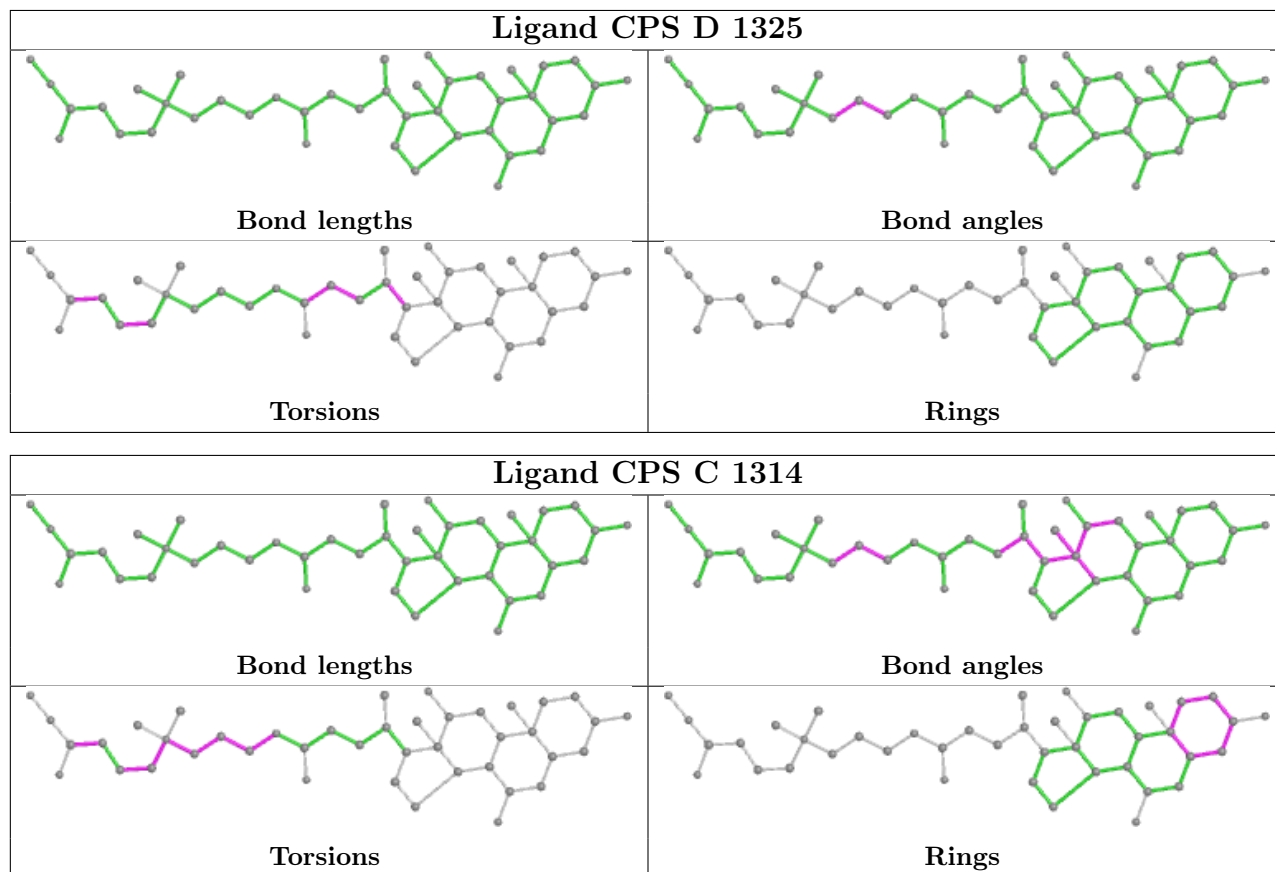 Ligand CPS D 1325
Bond lengths
Bond angles
Torsions
Rings
Ligand CPS C 1314
Bond lengths
Bond angles
Torsions
Rings